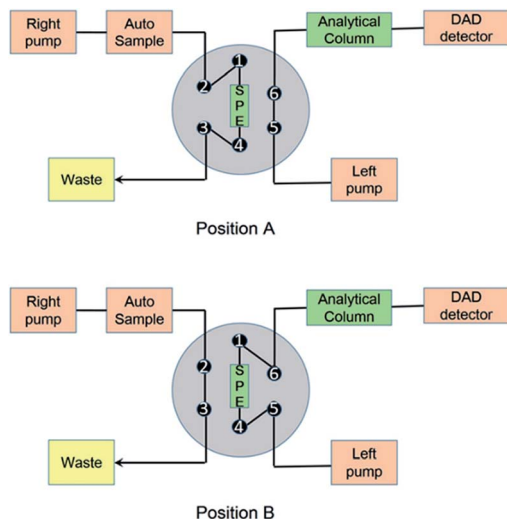 Right
pump
Auto
Sample
Analytical
Column
DAD
detector
1
2
S
P
E
6
3
5
4
Waste
Left
pump
Position A
Right
pump
Auto
Sample
Analytical
Column
DAD
detector
1
2
6
S
P
E
3
5
4
Waste
Left
pump
Position B